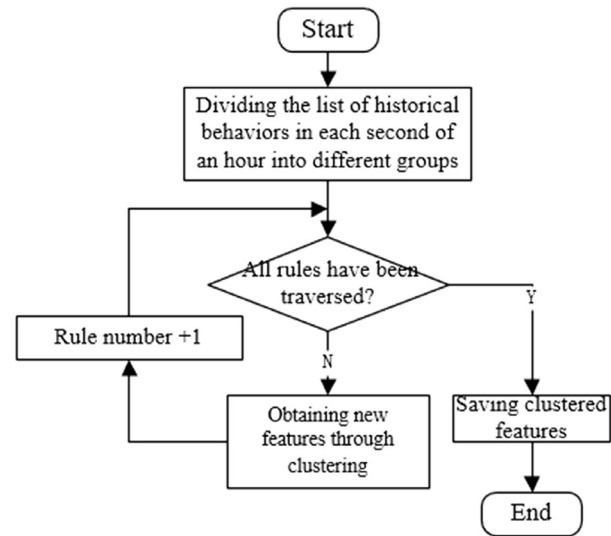 Start
Dividing the list of historical
behaviors in each second of
an hour into different groups
All rules have been
traversed?
Y
Rule number +1
N
Obtaining new
features through
clustering
Saving clustered
features
End